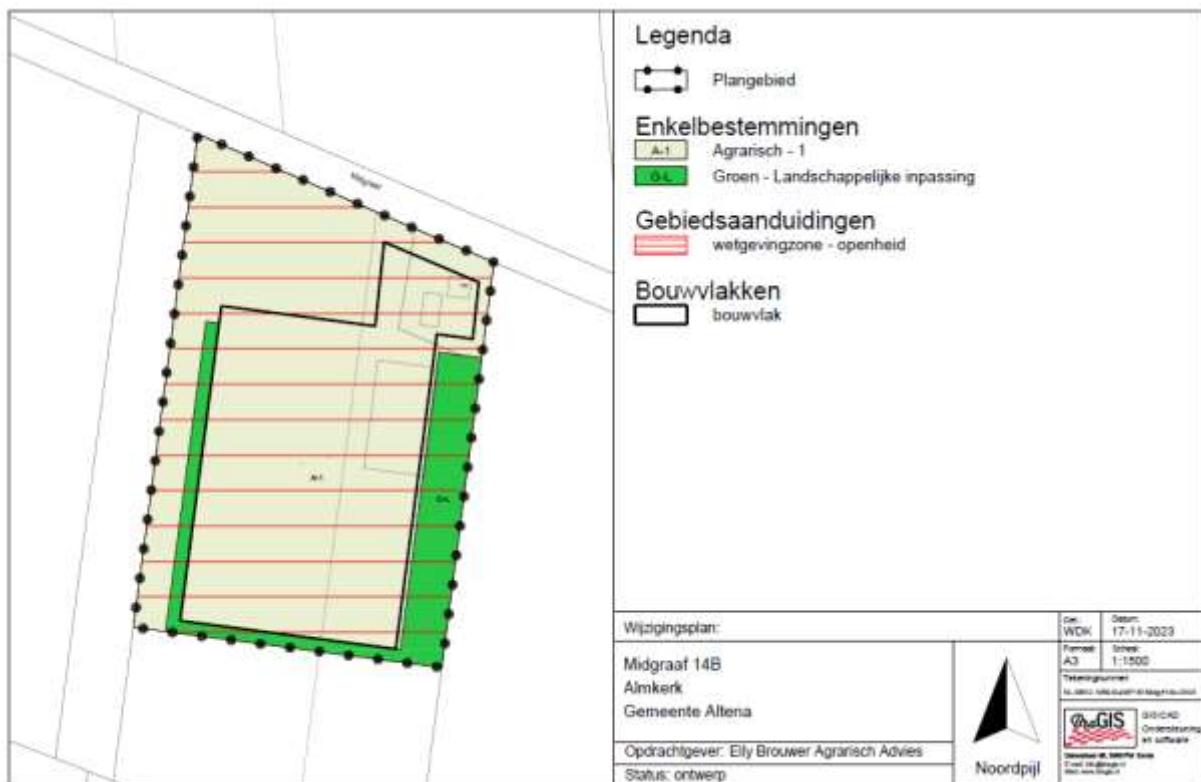 Midgraaf
A-1
G-L
Legenda
Plangebied
Enkelbestemmingen
A-1 Agrarisch - 1
G-L Groen - Landschappelijke inpassing
Gebiedsaanduidingen
wetgevingzone - openheid
Bouwvlakken
bouwvlak
Wijzigingsplan:
Get.: WDK
Datum: 17-11-2023
Formaat: A3
Schaal: 1:1500
Tekeningnummer:
Midgraaf 14B
Almkerk
Gemeente Altena
Opdrachtgever: Elly Brouwer Agrarisch Advies
Status: ontwerp
Noordpijl
GIS/CAD
Ondersteuning
en software